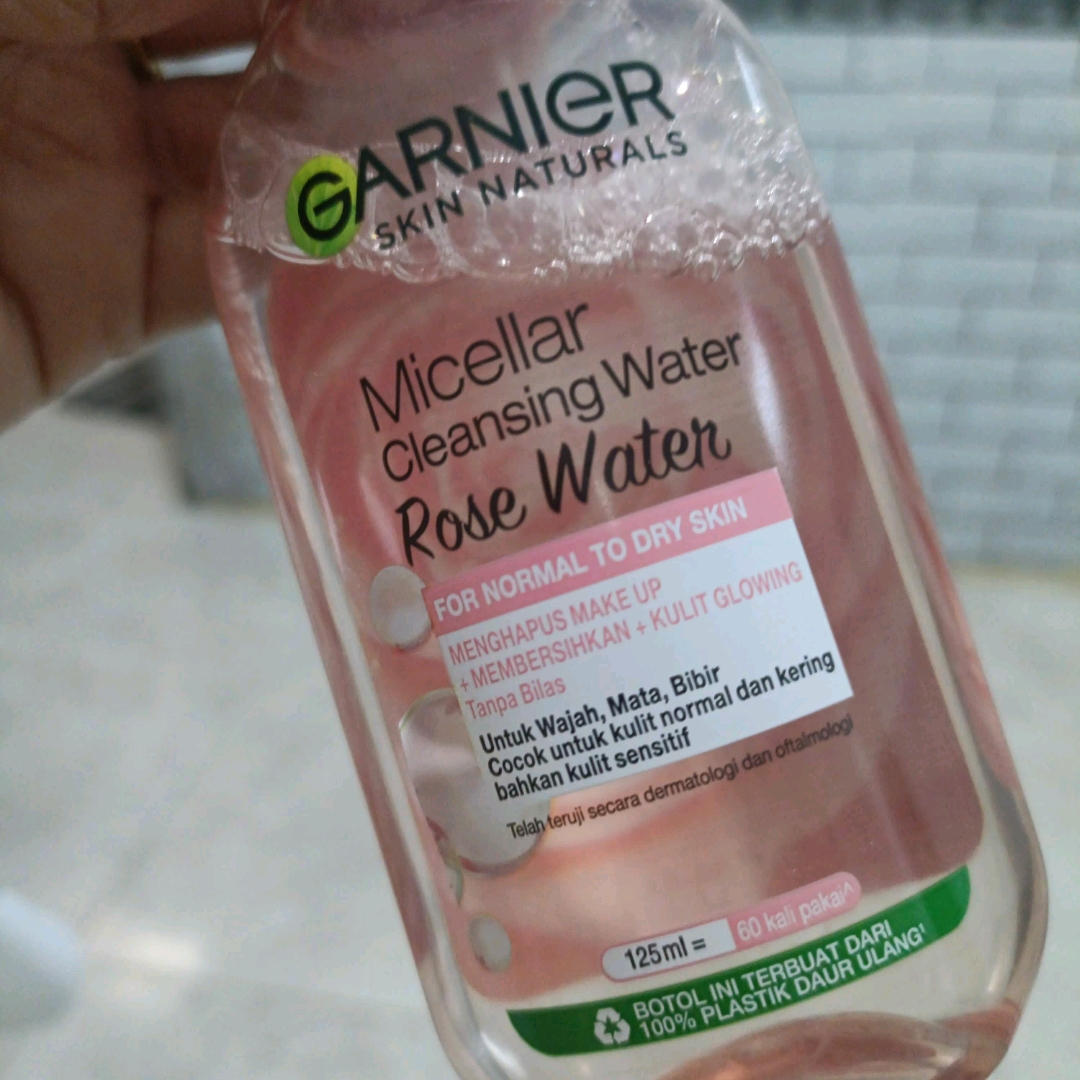 GARNIER
SKIN NATURALS
Micellar
Cleansing Water
Rose Water
FOR NORMAL TO DRY SKIN
MENGHAPUS MAKE UP
+ MEMBERSIHKAN + KULIT GLOWING
Tanpa Bilas
Untuk Wajah, Mata, Bibir
Cocok untuk kulit normal dan kering
bahkan kulit sensitif
Telah teruji secara dermatologi dan oftalmologi
125ml = 60 kali pakai^
BOTOL INI TERBUAT DARI
100% PLASTIK DAUR ULANG¹